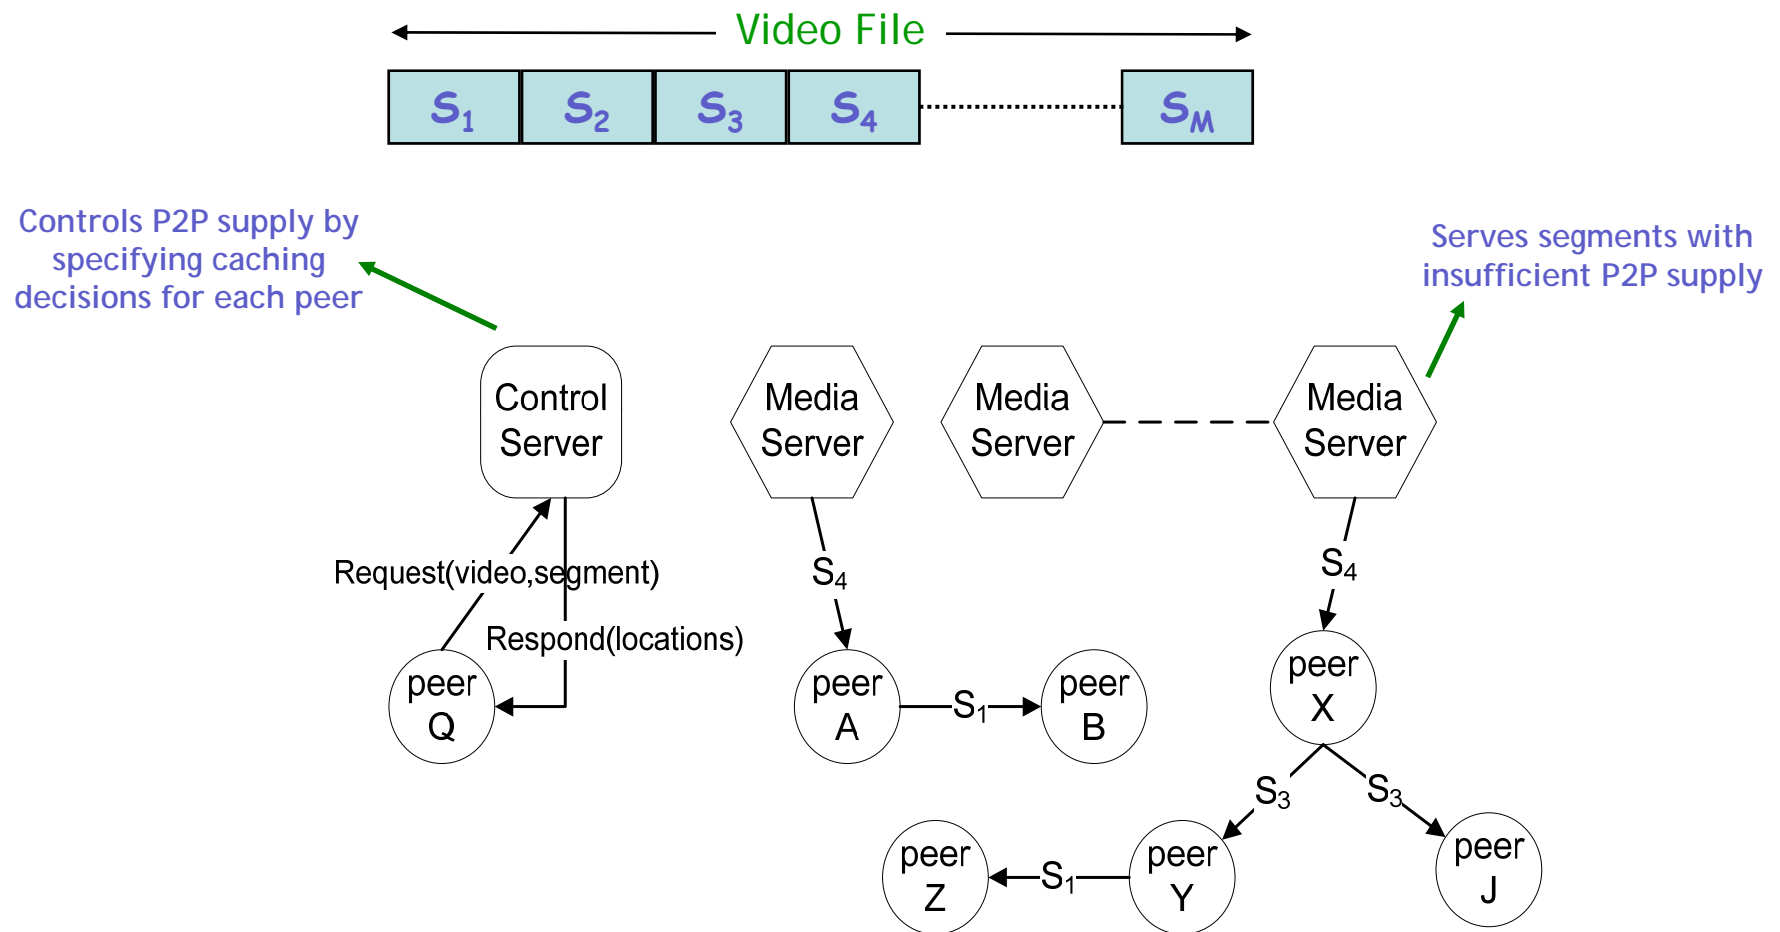 Video File
S1 S2 S3 S4 SM
Controls P2P supply by
specifying caching
decisions for each peer
Serves segments with
insufficient P2P supply
Control
Server
Media
Server
Media
Server
Media
Server
Request(video,segment)
Respond(locations)
S4
S4
peer
Q
peer
A
S1
peer
B
peer
X
S3
S3
peer
Z
S1
peer
Y
peer
J